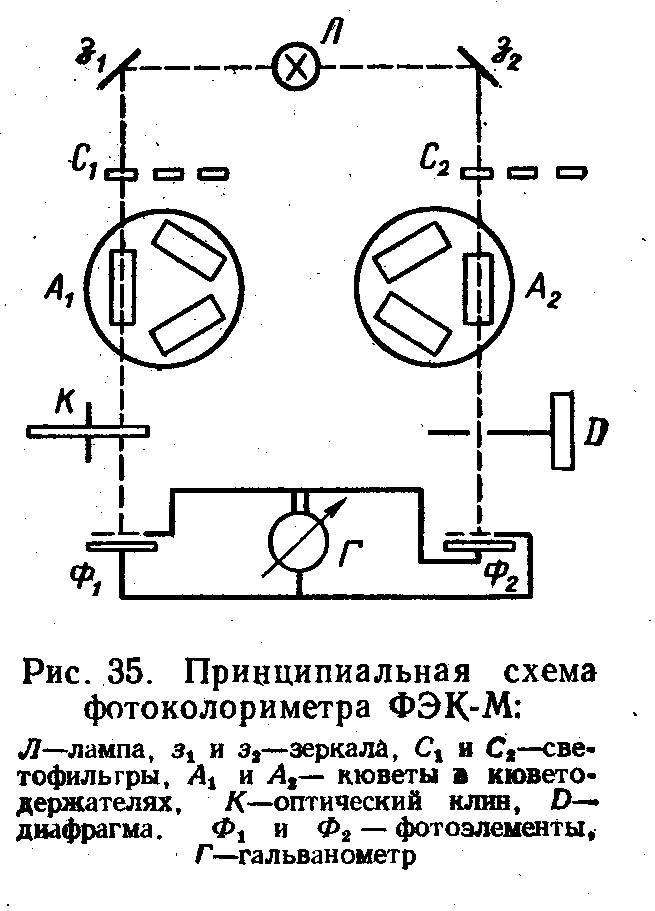 Л
з₁ з₂
С₁ С₂
А₁ А₂
К D
Г
Ф₁ Ф₂
Рис. 35. Принципиальная схема
фотоколориметра ФЭК-М:
Л—лампа, з₁ и з₂—зеркала, С₁ и С₂—све-
тофильтры, А₁ и А₂— кюветы в кювето-
держателях, К—оптический клин, D—
диафрагма. Ф₁ и Ф₂ — фотоэлементы,
Г—гальванометр